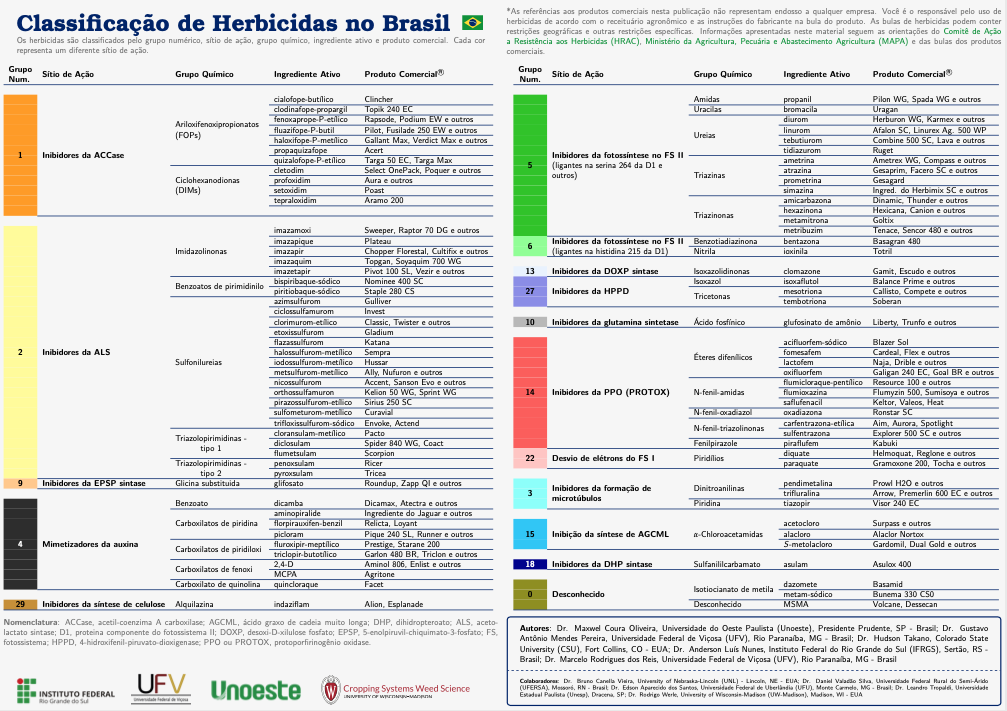 Classificação de Herbicidas no Brasil
Os herbicidas são classificados pelo grupo numérico, sítio de ação, grupo químico, ingrediente ativo e produto comercial. Cada cor
representa um diferente sítio de ação.
Grupo Num. Sítio de Ação Grupo Químico Ingrediente Ativo Produto Comercial®
cialofope-butílico Clincher
clodinafope-propargil Topik 240 EC
fenoxaprope-P-etílico Rapsode, Podium EW e outros
Ariloxifenoxipropionatos (FOPs) fluazifope-P-butil Pilot, Fusilade 250 EW e outros
haloxifope-P-metílico Gallant Max, Verdict Max e outros
propaquizafope Acert
1 Inibidores da ACCase quizalofope-P-etílico Targa 50 EC, Targa Max
cletodim Select OnePack, Poquer e outros
Ciclohexanodionas (DIMs) profoxidim Aura e outros
setoxidim Poast
tepraloxidim Aramo 200
imazamoxi Sweeper, Raptor 70 DG e outros
imazapique Plateau
Imidazolinonas imazapir Chopper Florestal, Cultifix e outros
imazaquim Topgan, Soyaquim 700 WG
imazetapir Pivot 100 SL, Vezir e outros
Benzoatos de pirimidinilo bispiribaque-sódico Nominee 400 SC
piritiobaque-sódico Staple 280 CS
azimsulfurom Gulliver
ciclossulfamurom Invest
clorimurom-etílico Classic, Twister e outros
etoxissulfurom Gladium
flazassulfurom Katana
2 Inibidores da ALS halossulfurom-metílico Sempra
Sulfonilureias iodossulfurom-metílico Hussar
metsulfurom-metílico Ally, Nufuron e outros
nicossulfurom Accent, Sanson Evo e outros
orthossulfamuron Kelion 50 WG, Sprint WG
pirazossulfurom-etílico Sirius 250 SC
sulfometurom-metílico Curavial
trifloxissulfurom-sódico Envoke, Actend
cloransulam-metílico Pacto
Triazolopirimidinas - tipo 1 diclosulam Spider 840 WG, Coact
flumetsulam Scorpion
Triazolopirimidinas - tipo 2 penoxsulam Ricer
pyroxsulam Tricea
9 Inibidores da EPSP sintase Glicina substituida glifosato Roundup, Zapp QI e outros
Benzoato dicamba Dicamax, Atectra e outros
aminopiralide Ingrediente do Jaguar e outros
Carboxilatos de piridina florpirauxifen-benzil Relicta, Loyant
picloram Pique 240 SL, Runner e outros
4 Mimetizadores da auxina Carboxilatos de piridiloxi fluroxipir-meptílico Prestige, Starane 200
triclopir-butotílico Garlon 480 BR, Triclon e outros
Carboxilatos de fenoxi 2,4-D Aminol 806, Enlist e outros
MCPA Agritone
Carboxilato de quinolina quincloraque Facet
29 Inibidores da síntese de celulose Alquilazina indaziflam Alion, Esplanade
Nomenclatura: ACCase, acetil-coenzima A carboxilase; AGCML, ácido graxo de cadeia muito longa; DHP, dihidropteroato; ALS, aceto-
lactato sintase; D1, proteina componente do fotossistema II; DOXP, desoxi-D-xilulose fosfato; EPSP, 5-enolpiruvil-chiquimato-3-fosfato; FS,
fotossistema; HPPD, 4-hidroxifenil-piruvato-dioxigenase; PPO ou PROTOX, protoporfirinogênio oxidase.
INSTITUTO FEDERAL
UFV
Universidade Federal de Viçosa
Unoeste
Cropping Systems Weed Science
UNIVERSITY OF WISCONSIN-MADISON
*As referências aos produtos comerciais nesta publicação não representam endosso a qualquer empresa. Você é responsável pelo uso de
herbicidas de acordo com o receituário agronômico e as instruções do fabricante na bula do produto. As bulas de herbicidas podem conter
restrições geográficas e outras restrições específicas. Informações apresentadas neste material seguem as orientações do Comitê de Ação
a Resistência aos Herbicidas (HRAC), Ministério da Agricultura, Pecuária e Abastecimento Agricultura (MAPA) e das bulas dos produtos
comerciais.
Grupo Num. Sítio de Ação Grupo Químico Ingrediente Ativo Produto Comercial®
Amidas propanil Pilon WG, Spada WG e outros
Uracilas bromacila Uragan
diurom Herburon WG, Karmex e outros
Ureias linurom Afalon SC, Linurex Ag. 500 WP
tebutiurom Combine 500 SC, Lava e outros
tidiazurom Ruget
5 Inibidores da fotossíntese no FS II (ligantes na serina 264 da D1 e outros) ametrina Ametrex WG, Compass e outros
Triazinas atrazina Gesaprim, Facero SC e outros
prometrina Gesagard
simazina Ingred. do Herbimix SC e outros
amicarbazona Dinamic, Thunder e outros
Triazinonas hexazinona Hexicana, Canion e outros
metamitrona Goltix
metribuzim Tenace, Sencor 480 e outros
6 Inibidores da fotossíntese no FS II (ligantes na histidina 215 da D1) Benzotiadiazinona bentazona Basagran 480
Nitrila ioxinila Totril
13 Inibidores da DOXP sintase Isoxazolidinonas clomazone Gamit, Escudo e outros
27 Inibidores da HPPD Isoxazol isoxaflutol Balance Prime e outros
Tricetonas mesotriona Callisto, Compete e outros
tembotriona Soberan
10 Inibidores da glutamina sintetase Ácido fosfínico glufosinato de amônio Liberty, Trunfo e outros
acifluorfem-sódico Blazer Sol
Éteres difenílicos fomesafem Cardeal, Flex e outros
lactofem Naja, Drible e outros
oxifluorfem Galigan 240 EC, Goal BR e outros
flumicloraque-pentílico Resource 100 e outros
14 Inibidores da PPO (PROTOX) N-fenil-amidas flumioxazina Flumyzin 500, Sumisoya e outros
saflufenacil Keltor, Valeos, Heat
N-fenil-oxadiazol oxadiazona Ronstar SC
N-fenil-triazolinonas carfentrazona-etílica Aim, Aurora, Spotlight
sulfentrazona Explorer 500 SC e outros
Fenilpirazole piraflufem Kabuki
22 Desvio de elétrons do FS I Piridílios diquate Helmoquat, Reglone e outros
paraquate Gramoxone 200, Tocha e outros
3 Inibidores da formação de microtúbulos Dinitroanilinas pendimetalina Prowl H2O e outros
trifluralina Arrow, Premerlin 600 EC e outros
Piridina tiazopir Visor 240 EC
acetocloro Surpass e outros
15 Inibição da síntese de AGCML α-Cloroacetamidas alacloro Alaclor Nortox
S-metolacloro Gardomil, Dual Gold e outros
18 Inibidores da DHP sintase Sulfanililcarbamato asulam Asulox 400
0 Desconhecido Isotiocianato de metila dazomete Basamid
metam-sódico Bunema 330 CS0
Desconhecido MSMA Volcane, Dessecan
Autores: Dr. Maxwel Coura Oliveira, Universidade do Oeste Paulista (Unoeste), Presidente Prudente, SP - Brasil; Dr. Gustavo
Antônio Mendes Pereira, Universidade Federal de Viçosa (UFV), Rio Paranaíba, MG - Brasil; Dr. Hudson Takano, Colorado State
University (CSU), Fort Collins, CO - EUA; Dr. Anderson Luís Nunes, Instituto Federal do Rio Grande do Sul (IFRGS), Sertão, RS -
Brasil; Dr. Marcelo Rodrigues dos Reis, Universidade Federal de Viçosa (UFV), Rio Paranaíba, MG - Brasil
Colaboradores: Dr. Bruno Canella Vieira, University of Nebraska-Lincoln (UNL) - Lincoln, NE - EUA; Dr. Daniel Valadão Silva, Universidade Federal Rural do Semi-Árido
(UFERSA), Mossoró, RN - Brasil; Dr. Edson Aparecido dos Santos, Universidade Federal de Uberlândia (UFU), Monte Carmelo, MG - Brasil; Dr. Leandro Tropaldi, Universidade
Estadual Paulista (Unesp), Dracena, SP; Dr. Rodrigo Werle, University of Wisconsin-Madison (UW-Madison), Madison, WI - EUA